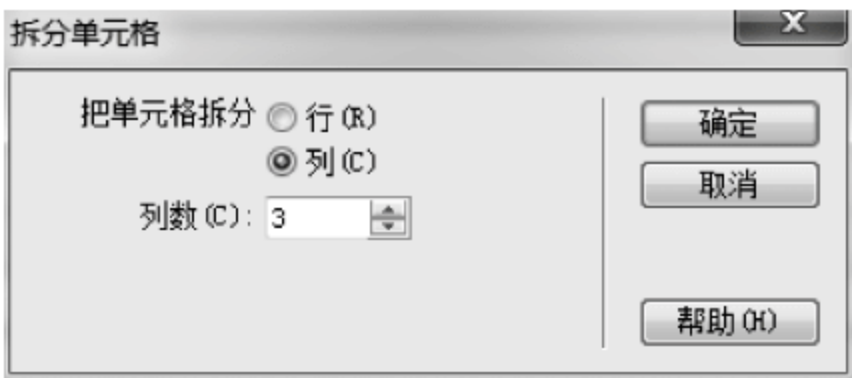 拆分单元格
把单元格拆分 行(R)
列(C)
列数(C): 3
确定
取消
帮助(H)